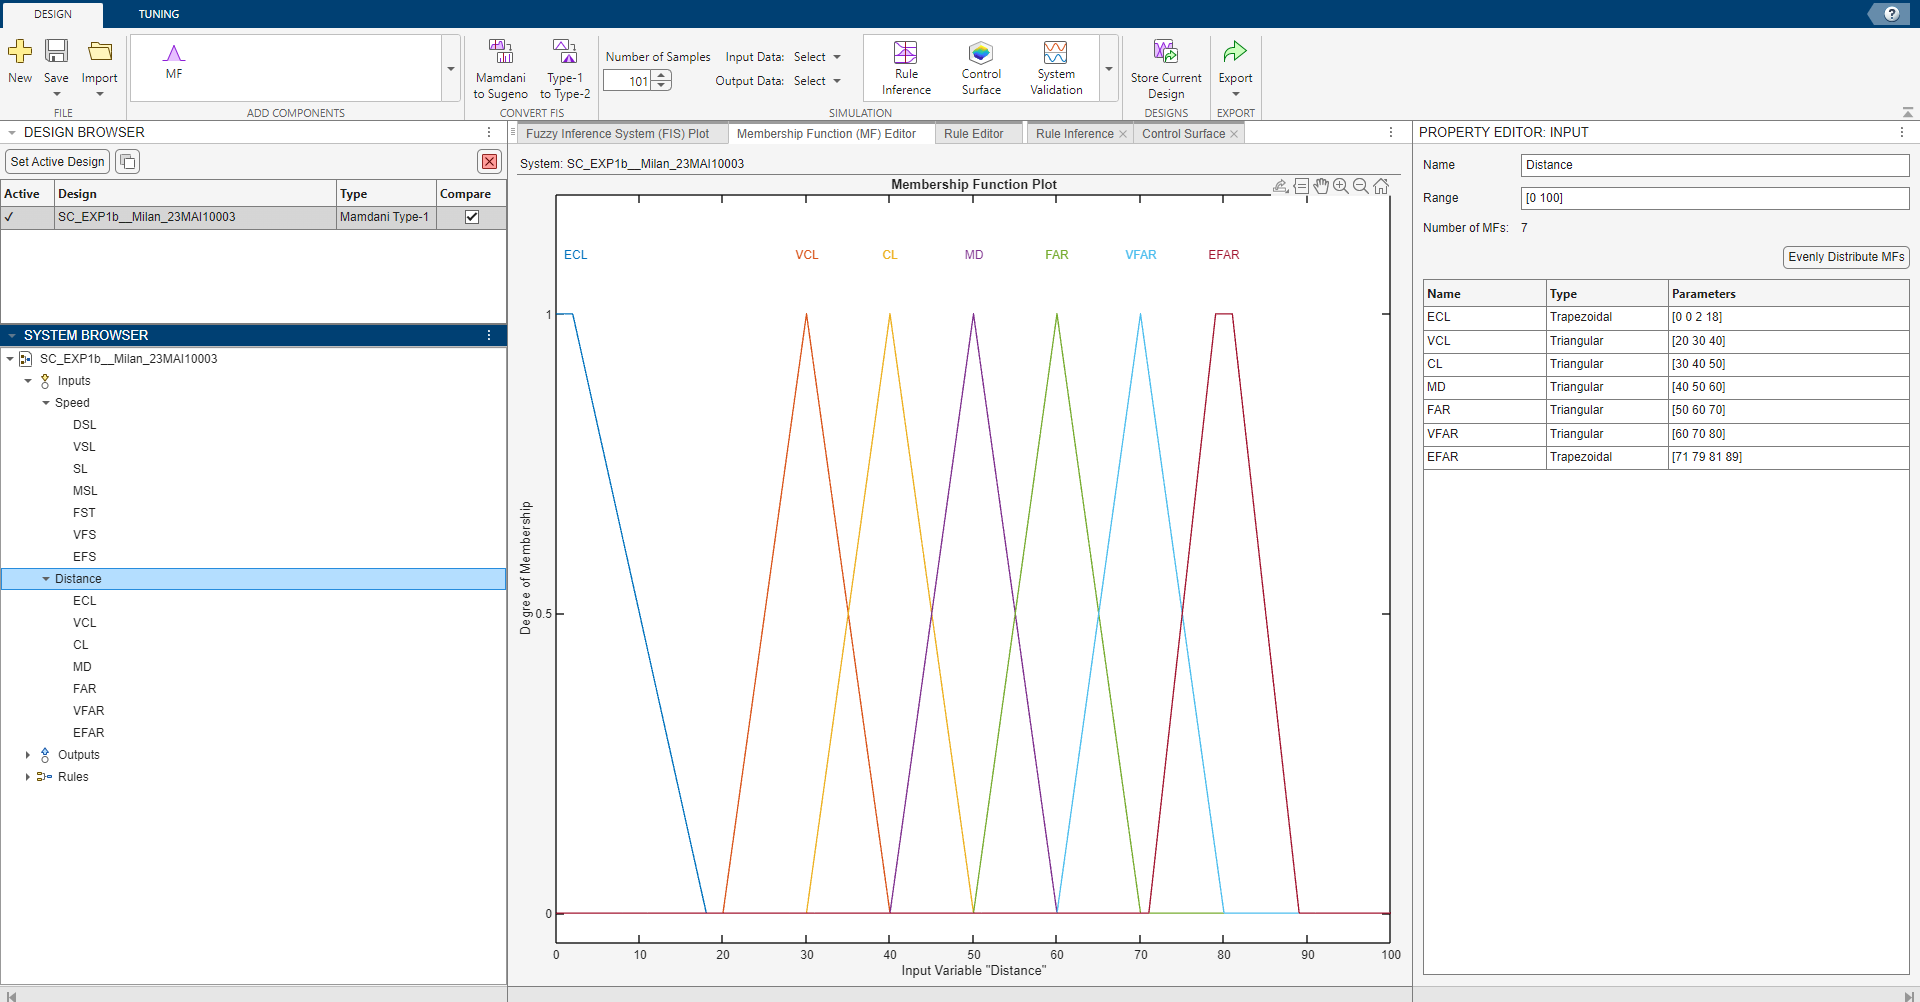 DESIGN
TUNING
New
Save
Import
MF
Mamdani
to Sugeno
Type-1
to Type-2
Number of Samples
101
Input Data:
Select
Output Data:
Select
Rule
Inference
Control
Surface
System
Validation
Store Current
Design
Export
FILE
ADD COMPONENTS
CONVERT FIS
SIMULATION
DESIGNS
EXPORT
DESIGN BROWSER
Set Active Design
Active Design Type Compare
✓ SC_EXP1b__Milan_23MAI10003 Mamdani Type-1
SYSTEM BROWSER
SC_EXP1b__Milan_23MAI10003
Inputs
Speed
DSL
VSL
SL
MSL
FST
VFS
EFS
Distance
ECL
VCL
CL
MD
FAR
VFAR
EFAR
Outputs
Rules
Fuzzy Inference System (FIS) Plot
Membership Function (MF) Editor
Rule Editor
Rule Inference
Control Surface
System: SC_EXP1b__Milan_23MAI10003
Membership Function Plot
ECL VCL CL MD FAR VFAR EFAR
1
0.5
0
Degree of Membership
0 10 20 30 40 50 60 70 80 90 100
Input Variable "Distance"
PROPERTY EDITOR: INPUT
Name Distance
Range [0 100]
Number of MFs: 7
Evenly Distribute MFs
Name Type Parameters
ECL Trapezoidal [0 0 2 18]
VCL Triangular [20 30 40]
CL Triangular [30 40 50]
MD Triangular [40 50 60]
FAR Triangular [50 60 70]
VFAR Triangular [60 70 80]
EFAR Trapezoidal [71 79 81 89]